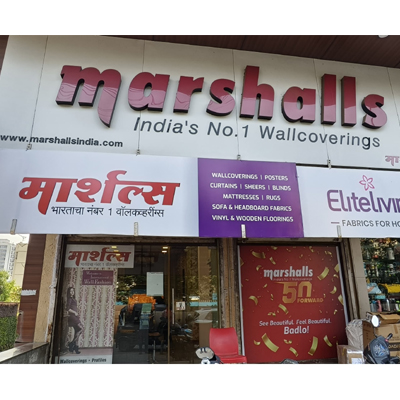 marshalls
India's No.1 Wallcoverings
www.marshallsindia.com
मार्शल्स
भारताचा नंबर 1 वॉलकव्हरींग्स
WALLCOVERINGS | POSTERS
CURTAINS | SHEERS | BLINDS
MATTRESSES | RUGS
SOFA & HEADBOARD FABRICS
VINYL & WOODEN FLOORINGS
Elitelivin
FABRICS FOR HO
मार्शल्स
marshalls
50
FORWARD
See Beautiful. Feel Beautiful.
Badlo!